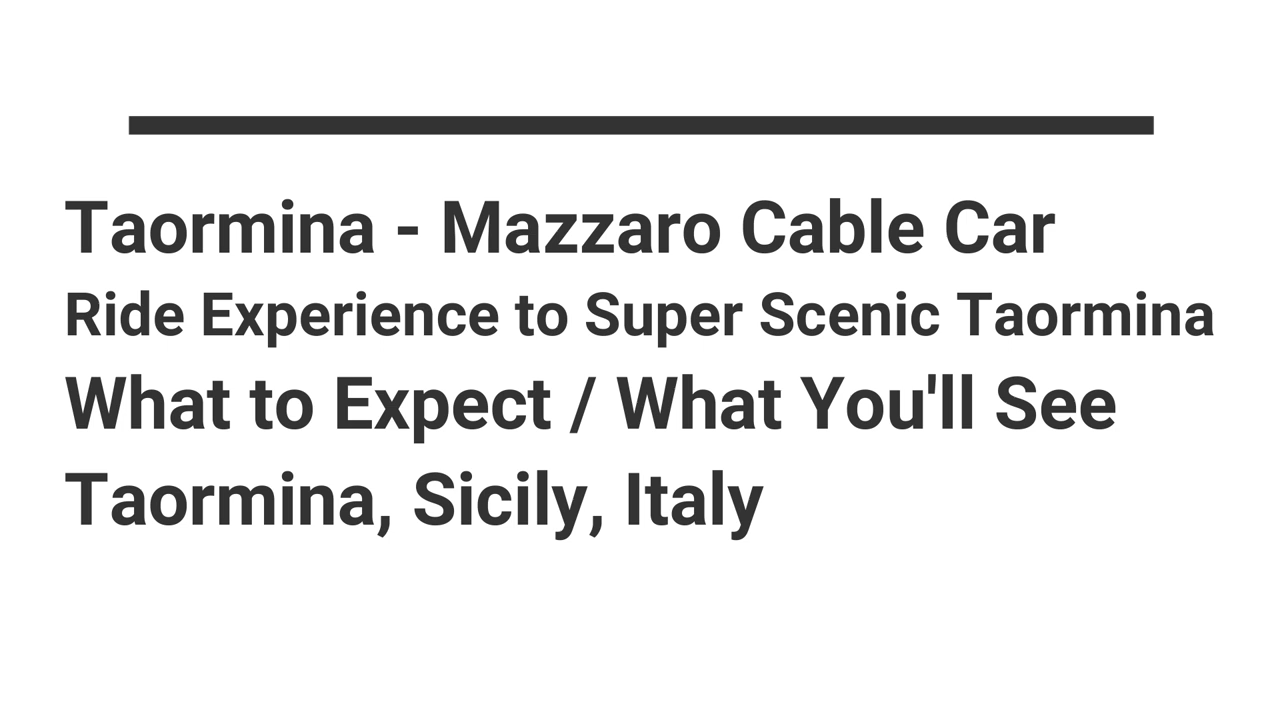 Taormina - Mazzaro Cable Car
Ride Experience to Super Scenic Taormina
What to Expect / What You'll See
Taormina, Sicily, Italy